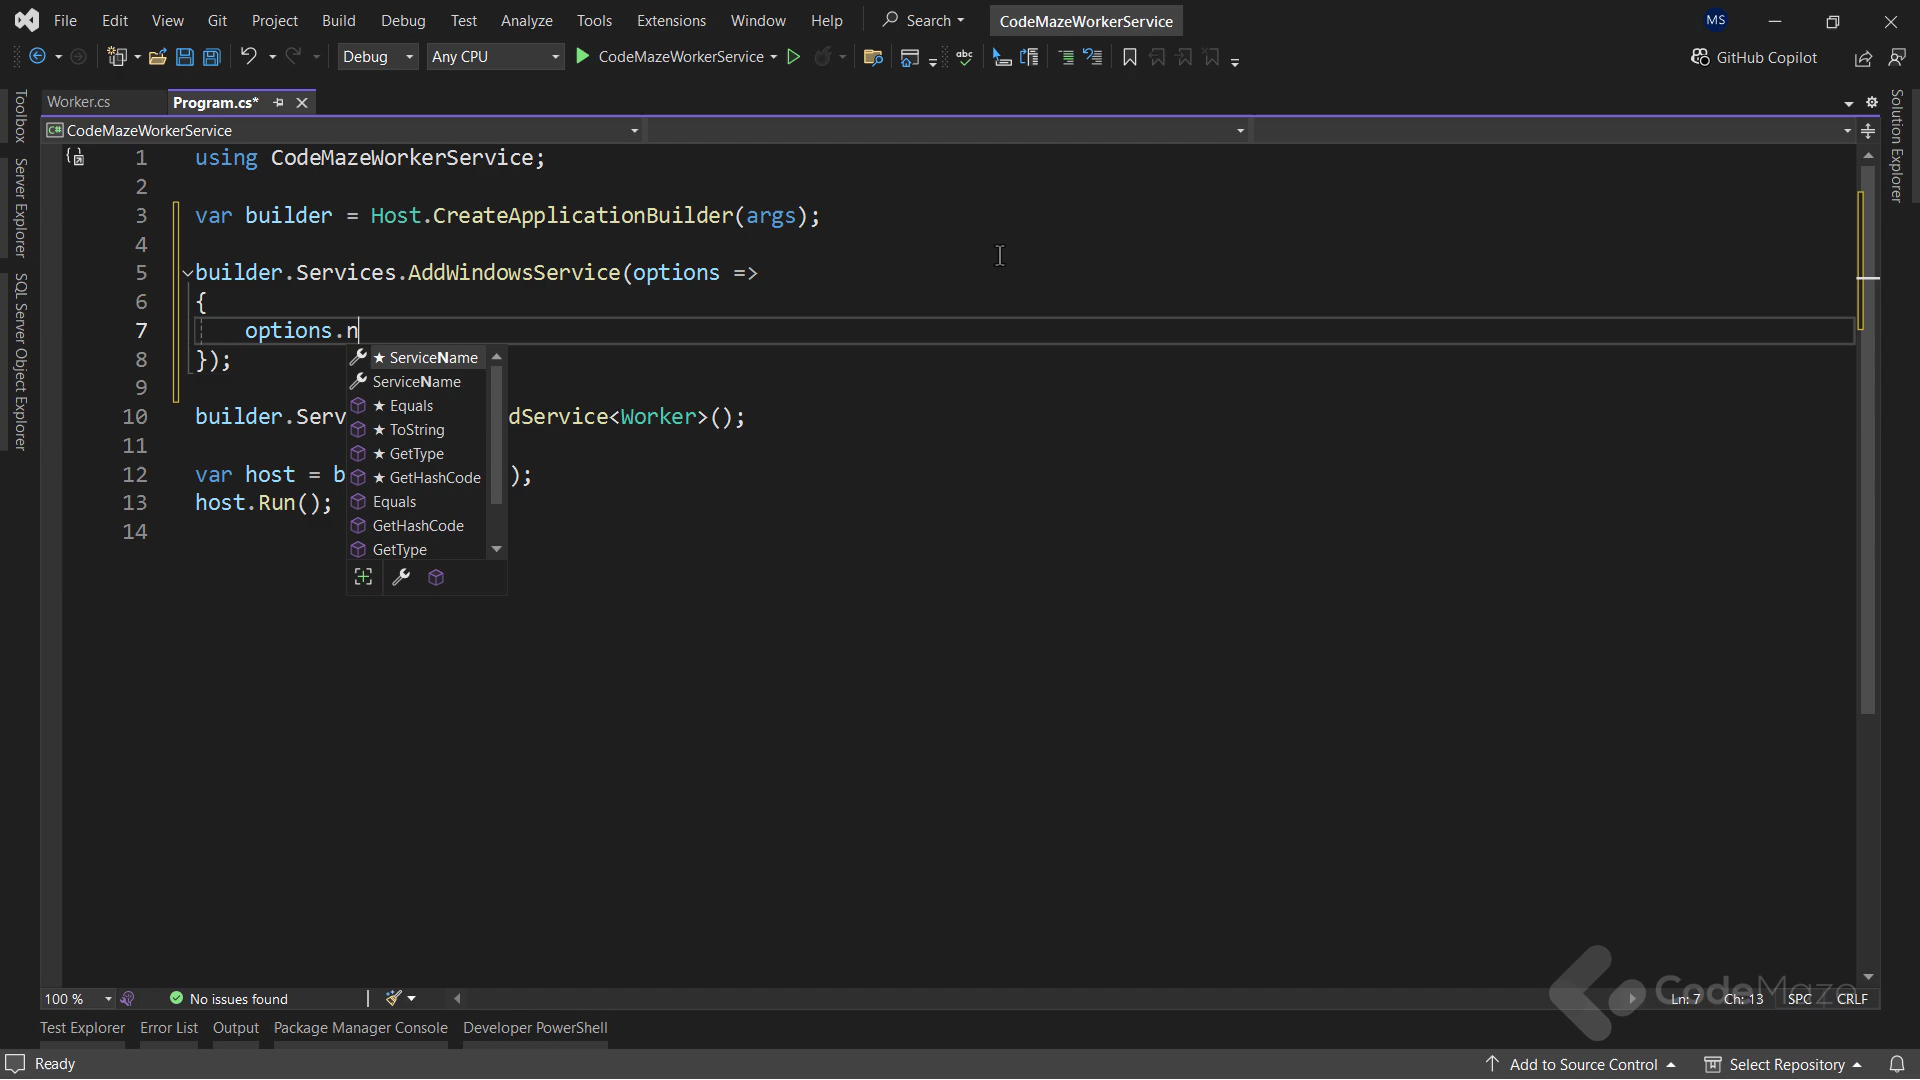 File Edit View Git Project Build Debug Test Analyze Tools Extensions Window Help Search CodeMazeWorkerService MS
Debug Any CPU CodeMazeWorkerService abc GitHub Copilot
Worker.cs Program.cs*
C# CodeMazeWorkerService
Toolbox
Server Explorer
SQL Server Object Explorer
Solution Explorer
1 using CodeMazeWorkerService;
2
3 var builder = Host.CreateApplicationBuilder(args);
4
5 builder.Services.AddWindowsService(options =>
6 {
7 options.n
8 });
9
10 builder.Serv dService<Worker>();
11
12 var host = b );
13 host.Run();
14
★ ServiceName
ServiceName
★ Equals
★ ToString
★ GetType
★ GetHashCode
Equals
GetHashCode
GetType
100 % No issues found Ln: 7 Ch: 13 SPC CRLF
CodeMaze
Test Explorer Error List Output Package Manager Console Developer PowerShell
Ready Add to Source Control Select Repository